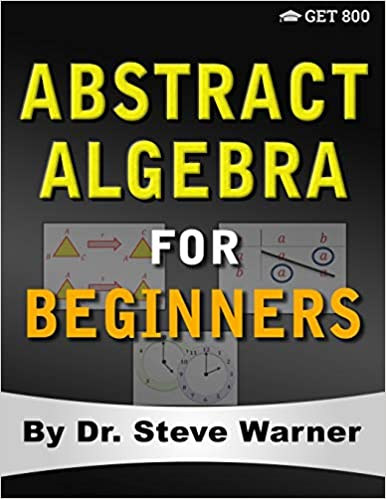 GET 800
ABSTRACT
ALGEBRA
FOR
BEGINNERS
A r C
B C A B
A A
a b
a a
b a
By Dr. Steve Warner